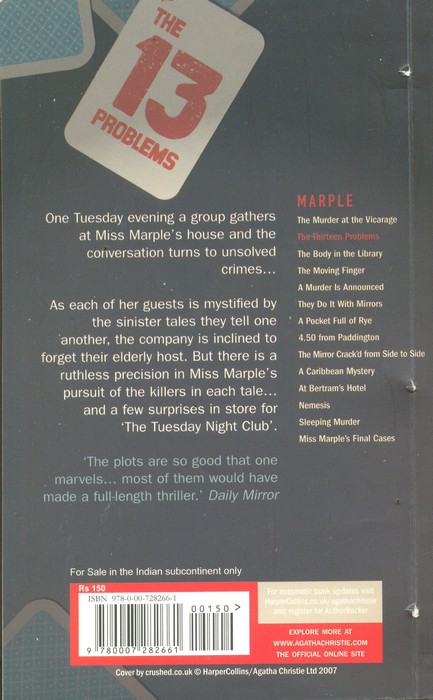 THE
13
PROBLEMS
One Tuesday evening a group gathers
at Miss Marple's house and the
conversation turns to unsolved
crimes...
As each of her guests is mystified by
the sinister tales they tell one
another, the company is inclined to
forget their elderly host. But there is a
ruthless precision in Miss Marple's
pursuit of the killers in each tale...
and a few surprises in store for
'The Tuesday Night Club'.
'The plots are so good that one
marvels... most of them would have
made a full-length thriller.' Daily Mirror
MARPLE
The Murder at the Vicarage
The Thirteen Problems
The Body in the Library
The Moving Finger
A Murder Is Announced
They Do It With Mirrors
A Pocket Full of Rye
4.50 from Paddington
The Mirror Crack'd from Side to Side
A Caribbean Mystery
At Bertram's Hotel
Nemesis
Sleeping Murder
Miss Marple's Final Cases
For Sale in the Indian subcontinent only
Rs 150
ISBN 978-0-00-728266-1
00150 >
9 780007 282661
For automatic book updates visit
HarperCollins.co.uk/agathachristie
and register for AuthorTracker
EXPLORE MORE AT
WWW.AGATHACHRISTIE.COM
THE OFFICIAL ONLINE SITE
Cover by crushed.co.uk © HarperCollins/Agatha Christie Ltd 2007